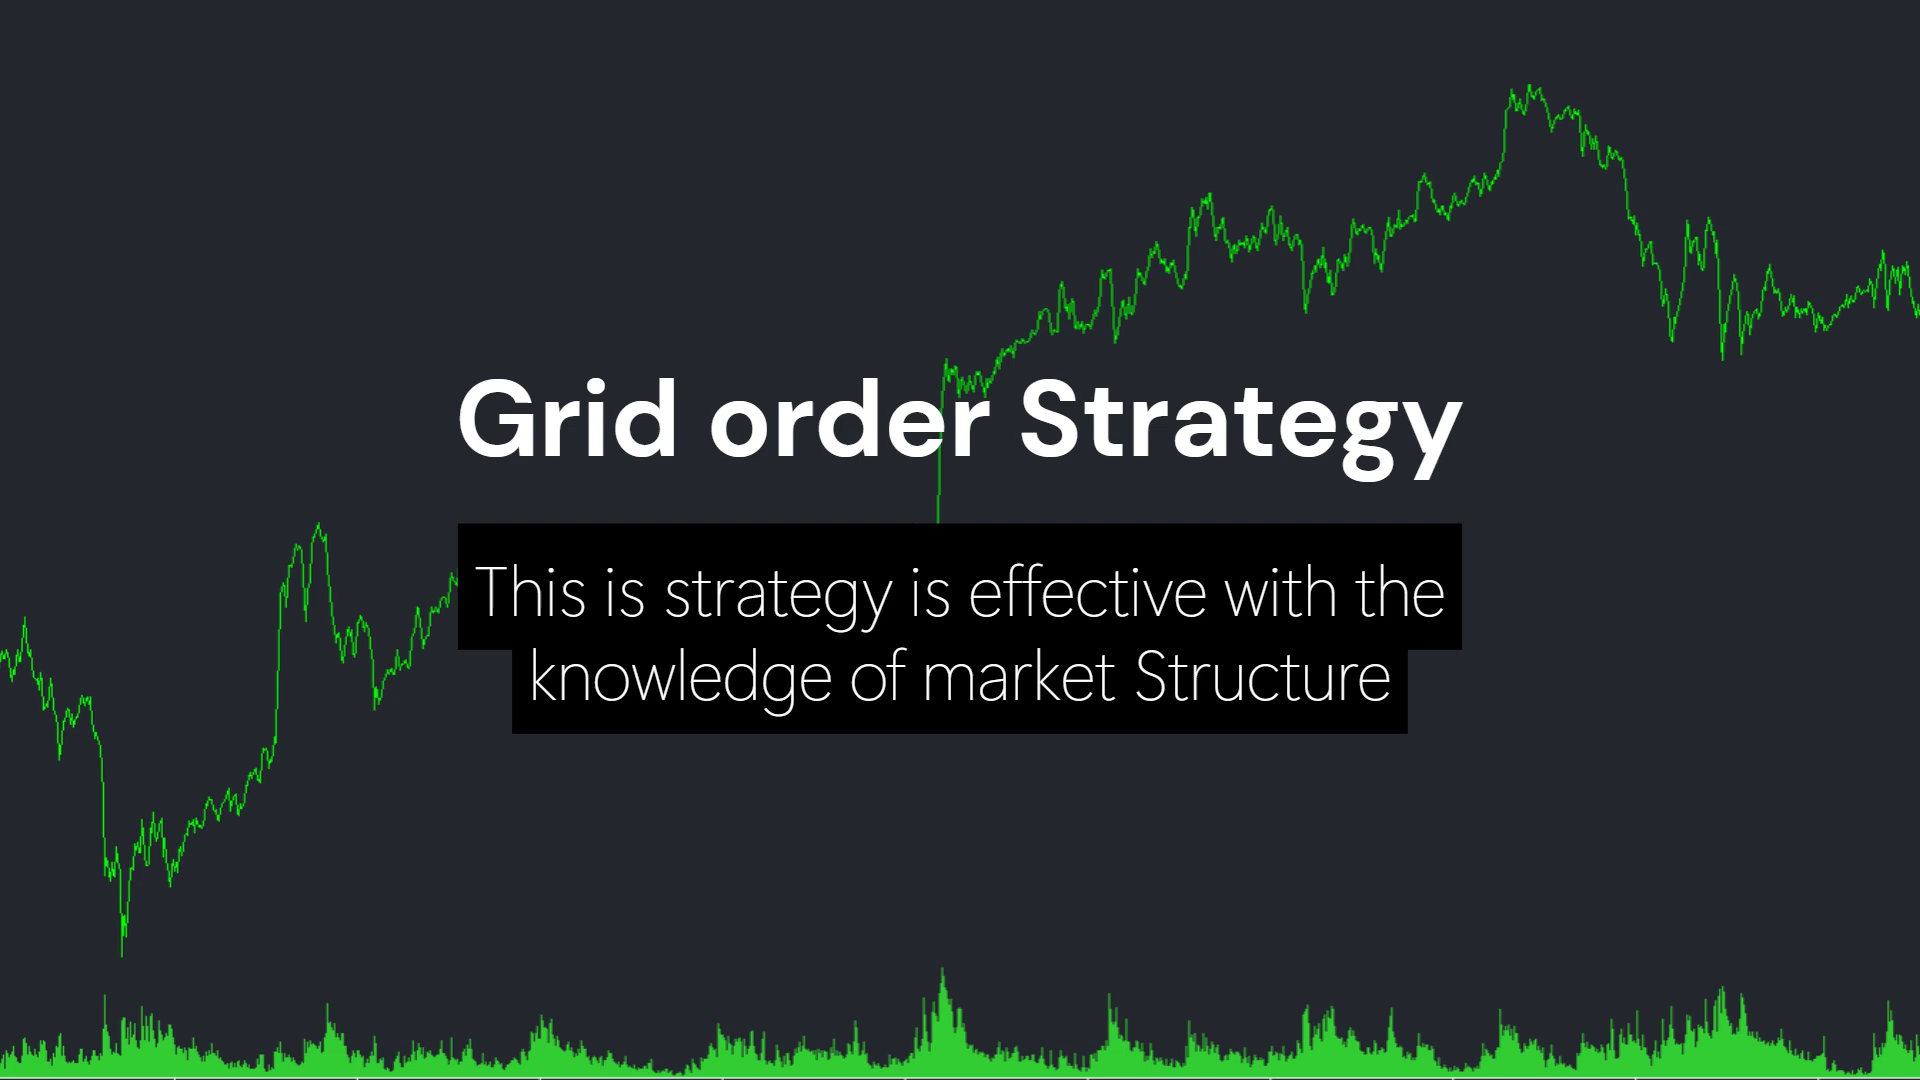 Grid order Strategy
This is strategy is effective with the
knowledge of market Structure